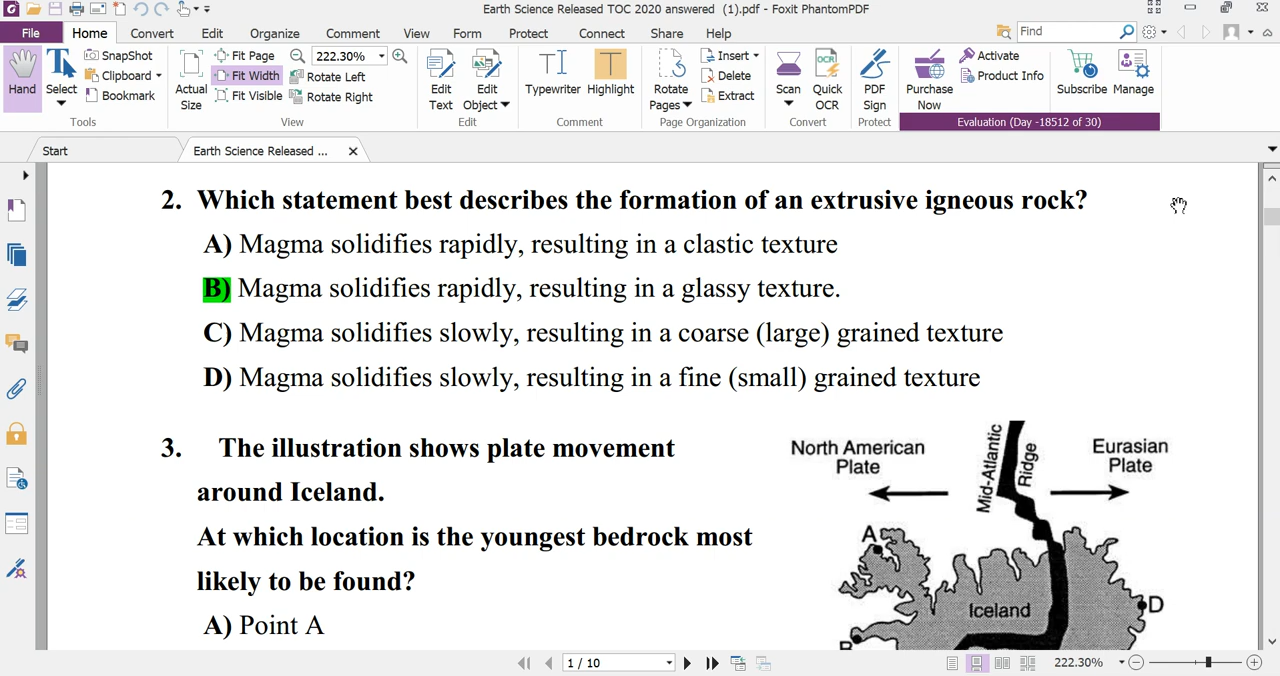 Earth Science Released TOC 2020 answered (1).pdf - Foxit PhantomPDF
File Home Convert Edit Organize Comment View Form Protect Connect Share Help Find
SnapShot
Clipboard
Bookmark
Hand
Select
Actual Size
Fit Page
Fit Width
Fit Visible
222.30%
Rotate Left
Rotate Right
Edit Text
Edit Object
Typewriter
Highlight
Rotate Pages
Insert
Delete
Extract
Scan
Quick OCR
PDF Sign
Purchase Now
Activate
Product Info
Subscribe
Manage
Tools View Edit Comment Page Organization Convert Protect Evaluation (Day -18512 of 30)
Start Earth Science Released ...
2. Which statement best describes the formation of an extrusive igneous rock?
A) Magma solidifies rapidly, resulting in a clastic texture
B) Magma solidifies rapidly, resulting in a glassy texture.
C) Magma solidifies slowly, resulting in a coarse (large) grained texture
D) Magma solidifies slowly, resulting in a fine (small) grained texture
3. The illustration shows plate movement
around Iceland.
At which location is the youngest bedrock most
likely to be found?
A) Point A
North American
Plate
Mid-Atlantic
Ridge
Eurasian
Plate
A
Iceland
D
B
1 / 10
222.30%